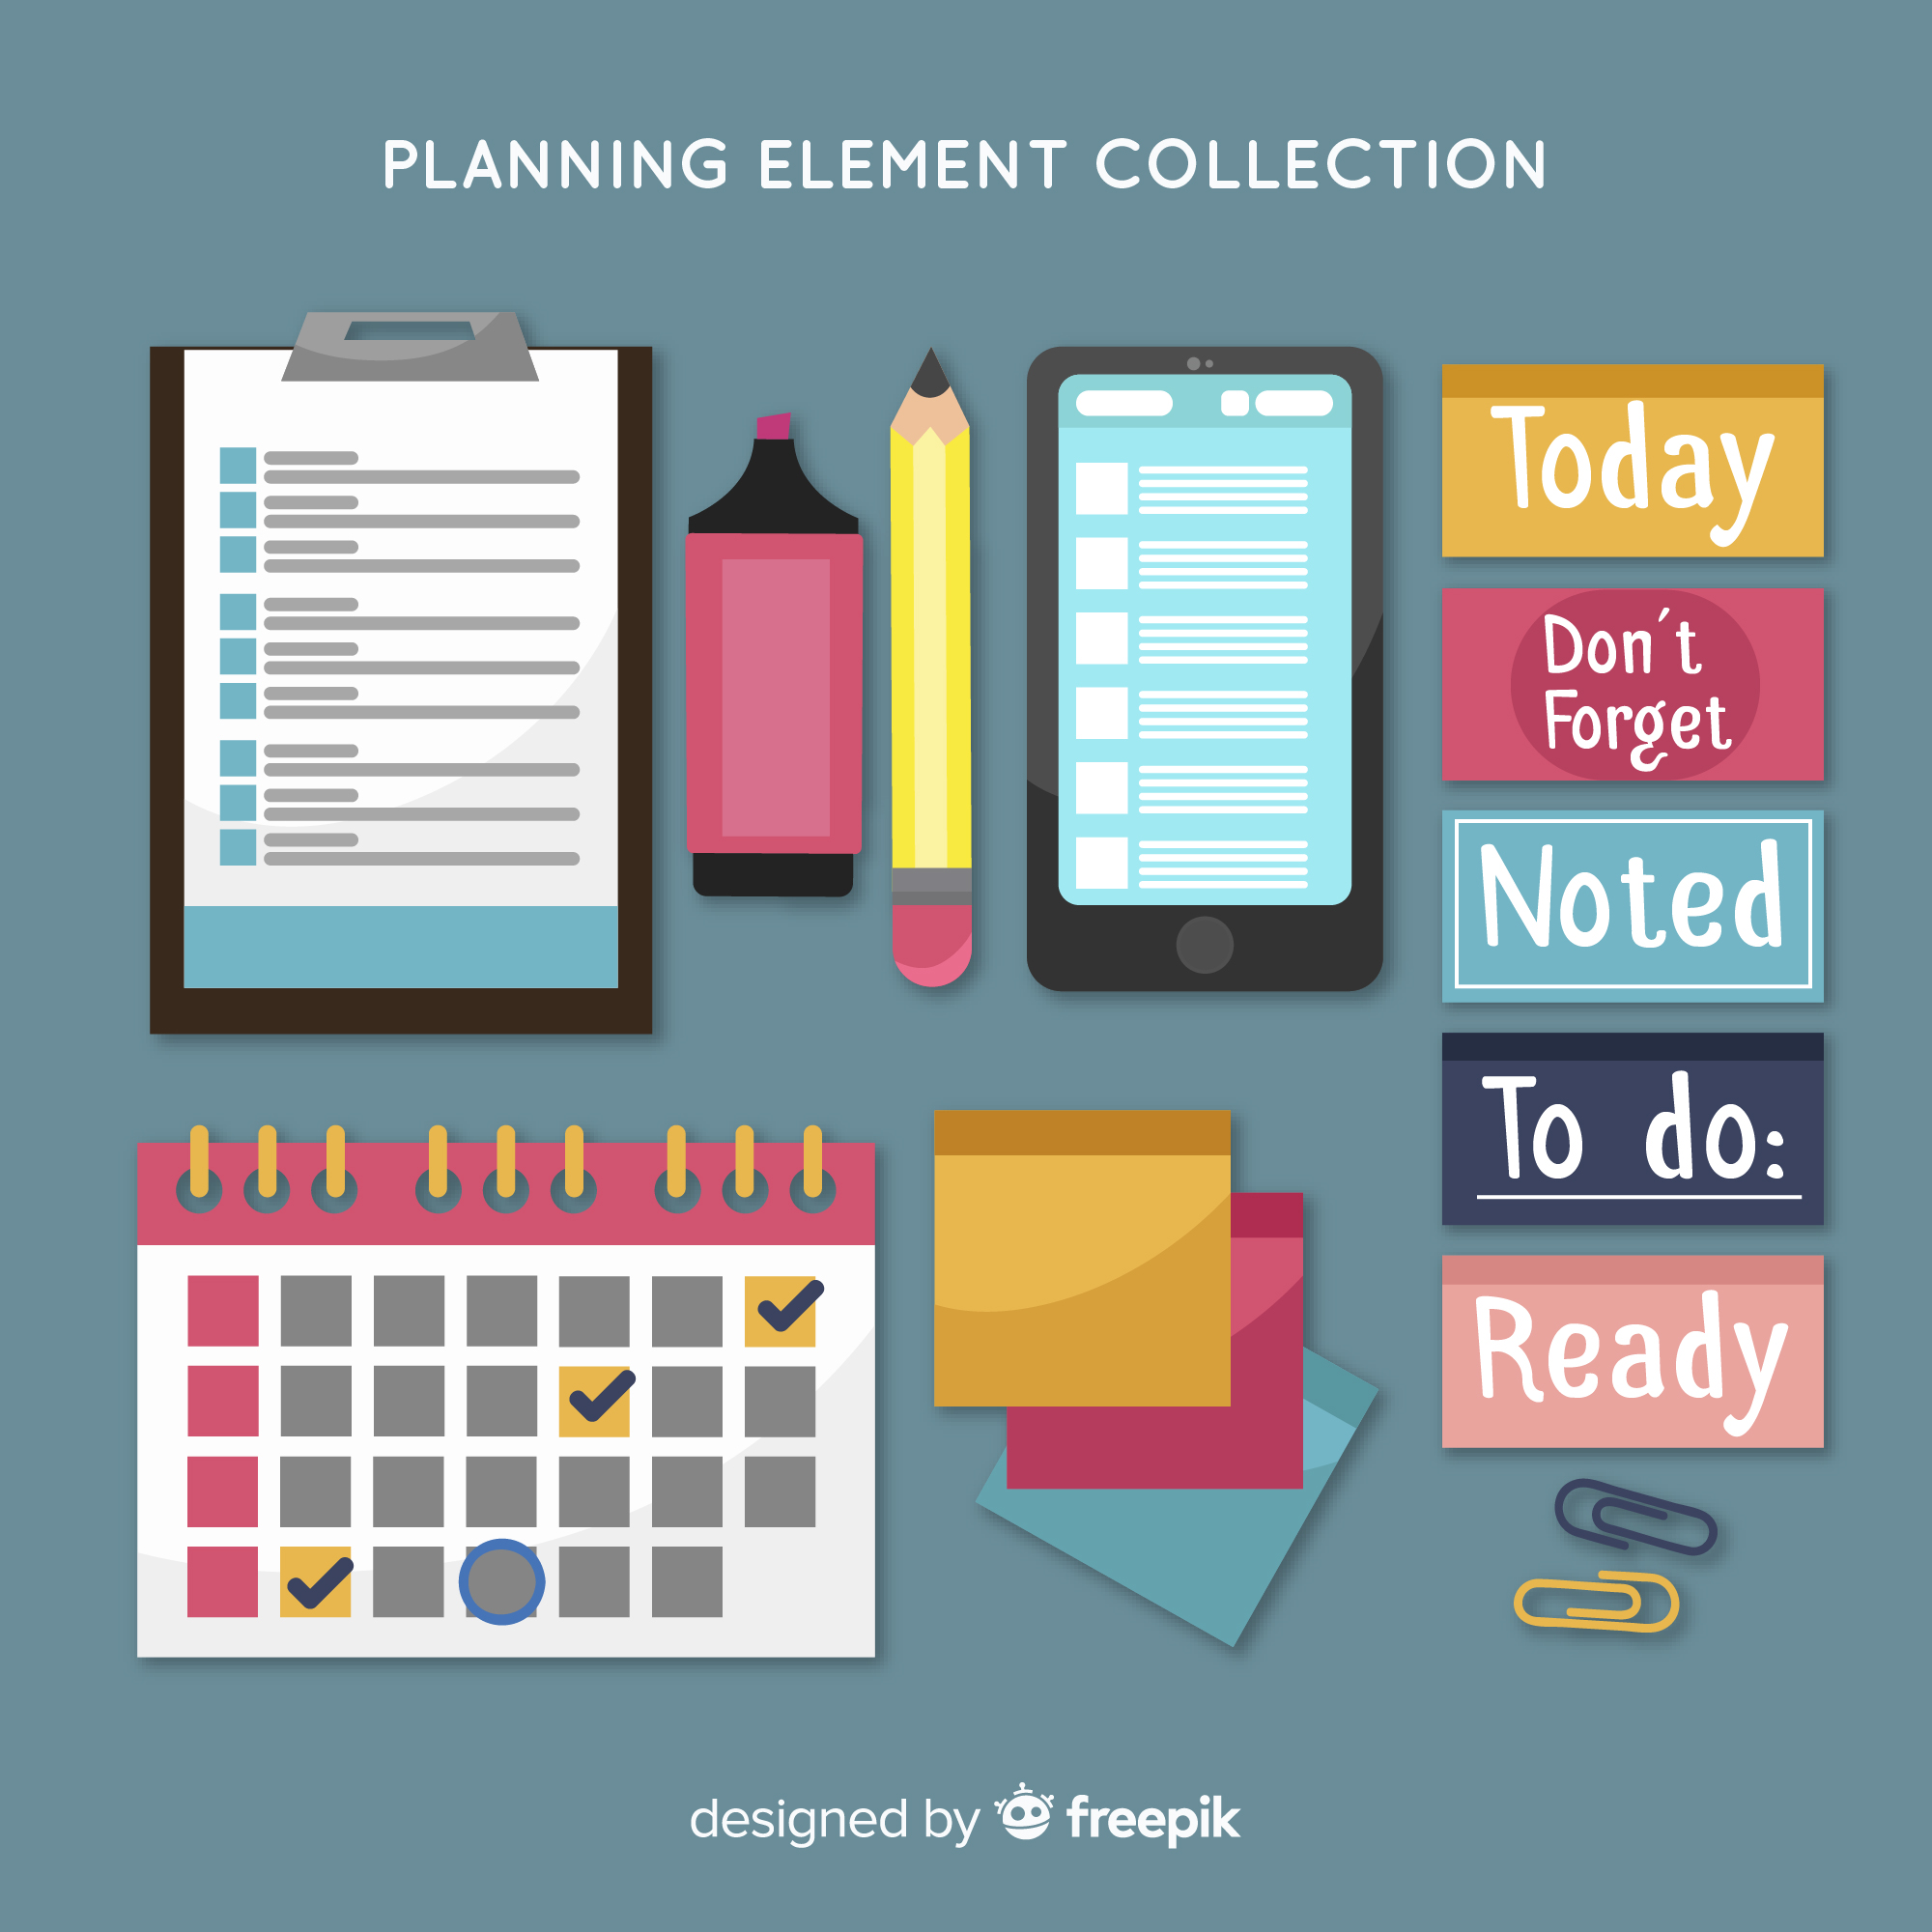 PLANNING ELEMENT COLLECTION
Today
Don´t
Forget
Noted
To do:
Ready
designed by freepik